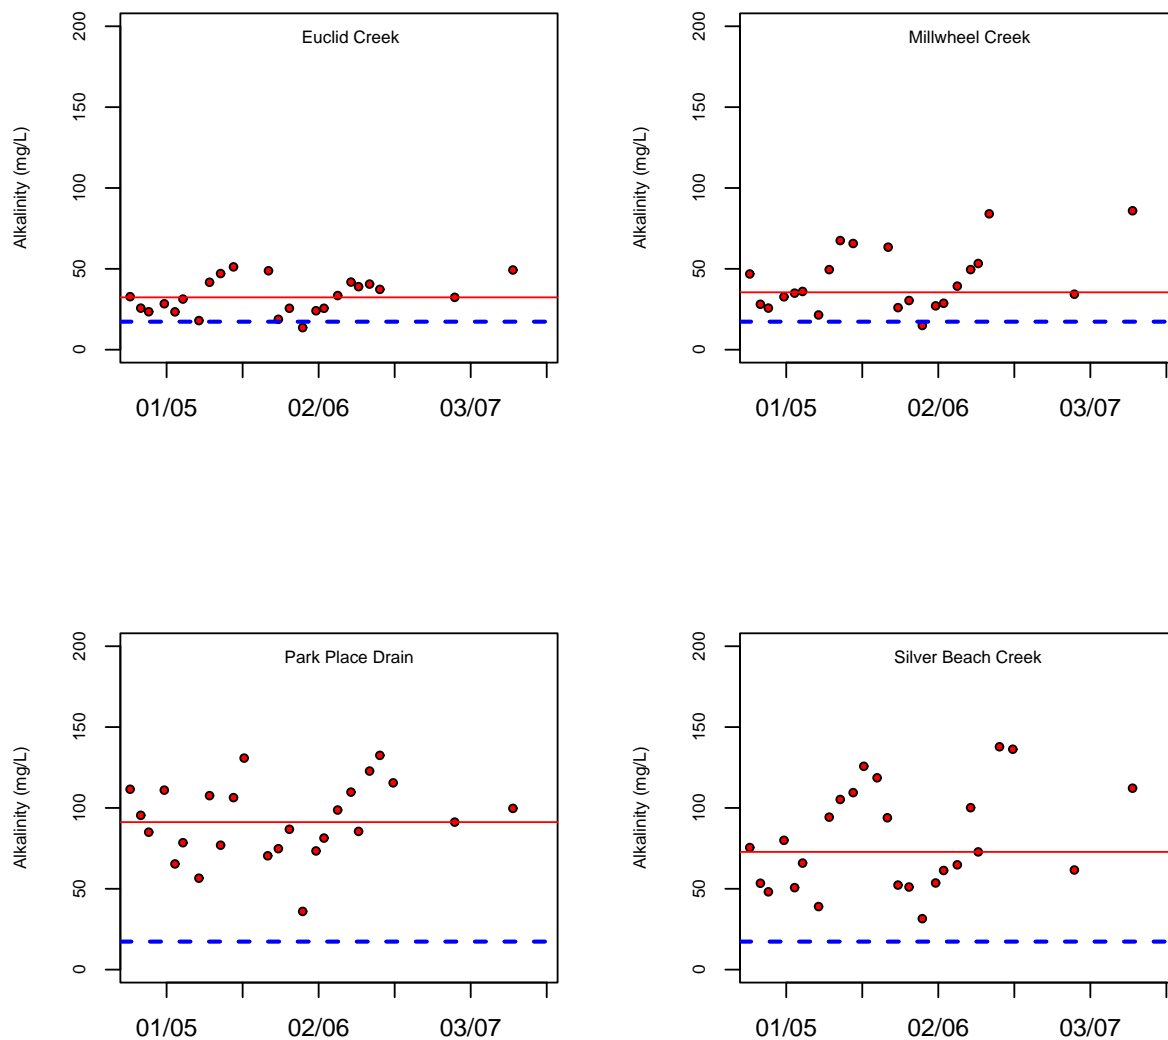 Euclid Creek
Alkalinity (mg/L)
200
150
100
50
0
01/05 02/06 03/07
Millwheel Creek
Alkalinity (mg/L)
200
150
100
50
0
01/05 02/06 03/07
Park Place Drain
Alkalinity (mg/L)
200
150
100
50
0
01/05 02/06 03/07
Silver Beach Creek
Alkalinity (mg/L)
200
150
100
50
0
01/05 02/06 03/07